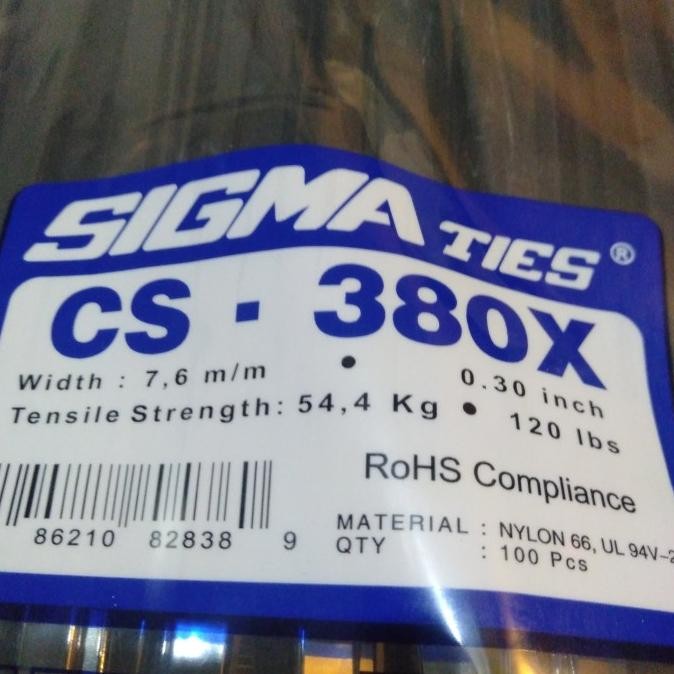 SIGMA TIES ®
CS - 380X
Width : 7,6 m/m • 0.30 inch
Tensile Strength: 54,4 Kg • 120 lbs
RoHS Compliance
86210 82838 9
MATERIAL : NYLON 66, UL 94V-2
QTY : 100 Pcs